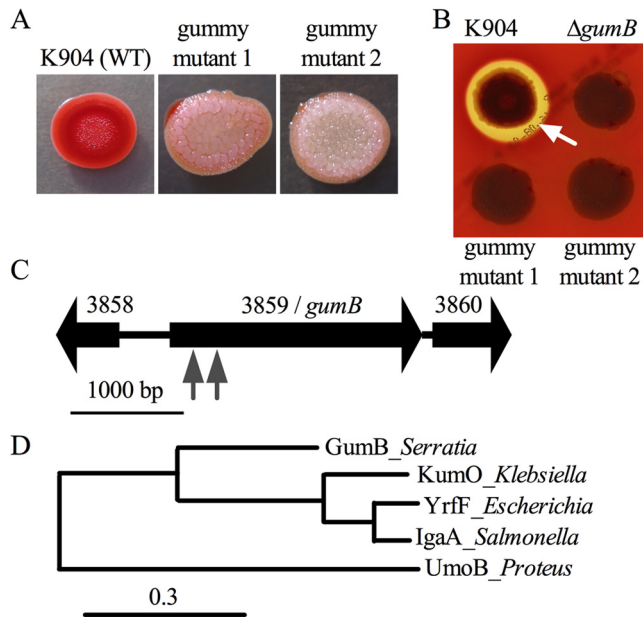 A
K904 (WT)
gummy
mutant 1
gummy
mutant 2
B
K904
ΔgumB
gummy
mutant 1
gummy
mutant 2
C
3858
3859 / gumB
3860
1000 bp
D
GumB_Serratia
KumO_Klebsiella
YrfF_Escherichia
IgaA_Salmonella
UmoB_Proteus
0.3